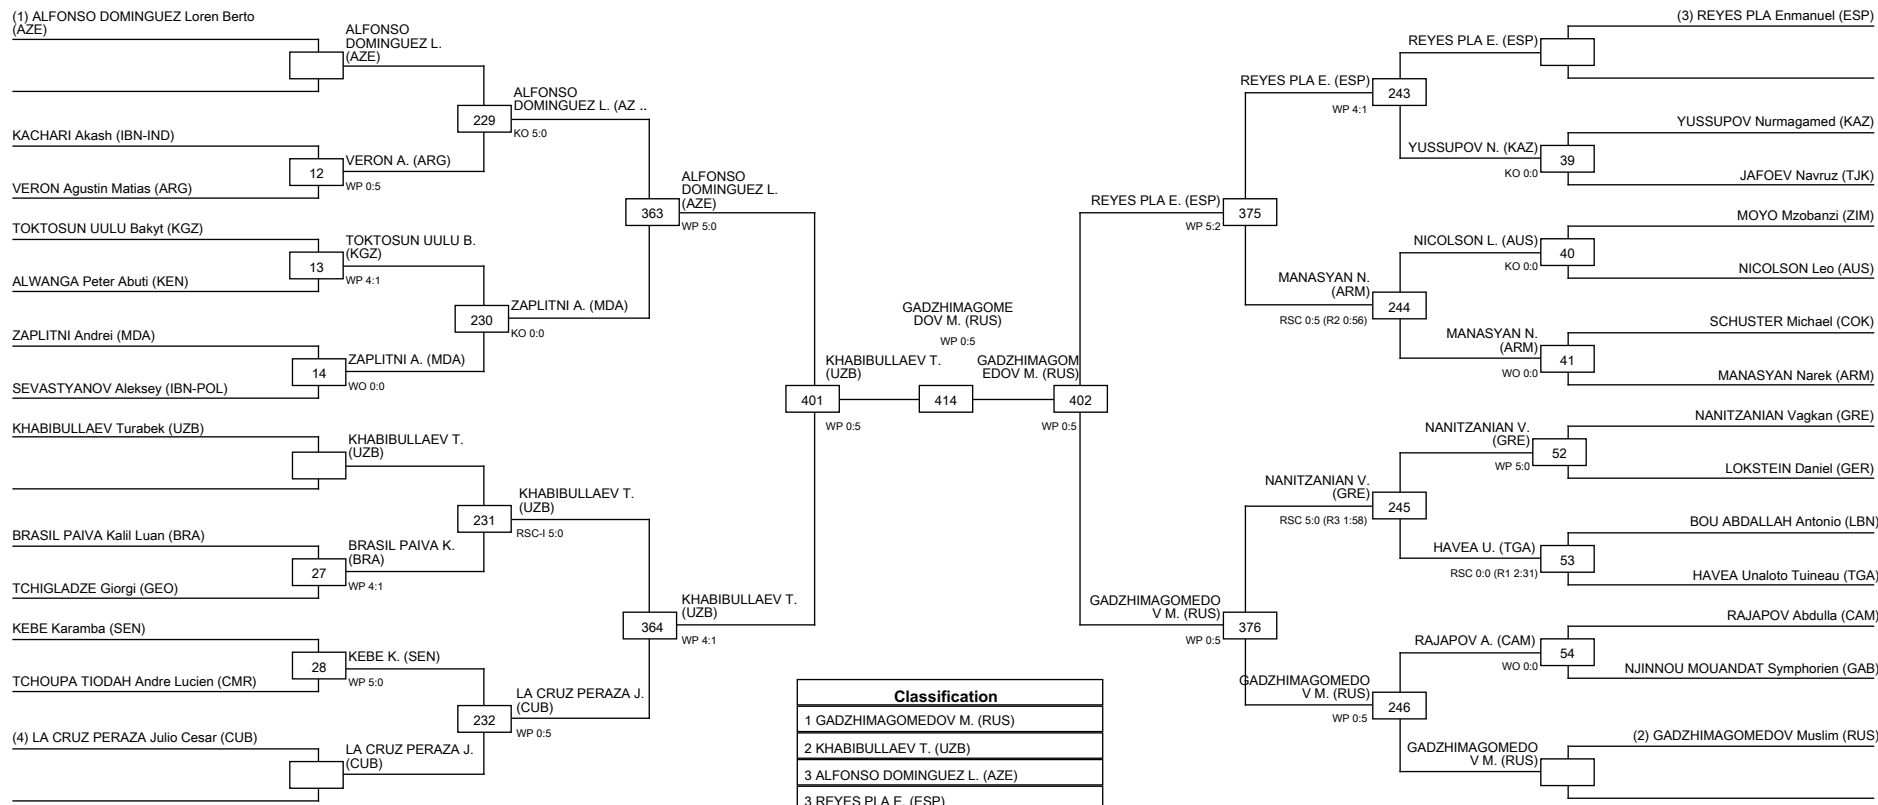 (1) ALFONSO DOMINGUEZ Loren Berto
(AZE)
KACHARI Akash (IBN-IND)
VERON Agustin Matias (ARG)
TOKTOSUN UULU Bakyt (KGZ)
ALWANGA Peter Abuti (KEN)
ZAPLITNI Andrei (MDA)
SEVASTYANOV Aleksey (IBN-POL)
KHABIBULLAEV Turabek (UZB)
BRASIL PAIVA Kalil Luan (BRA)
TCHIGLADZE Giorgi (GEO)
KEBE Karamba (SEN)
TCHOUPA TIODAH Andre Lucien (CMR)
(4) LA CRUZ PERAZA Julio Cesar (CUB)
ALFONSO
DOMINGUEZ L.
(AZE)
12
VERON A. (ARG)
WP 0:5
13
TOKTOSUN UULU B.
(KGZ)
WP 4:1
14
ZAPLITNI A. (MDA)
WO 0:0
KHABIBULLAEV T.
(UZB)
27
BRASIL PAIVA K.
(BRA)
WP 4:1
28
KEBE K. (SEN)
WP 5:0
LA CRUZ PERAZA J.
(CUB)
229
ALFONSO
DOMINGUEZ L. (AZ ..
KO 5:0
230
ZAPLITNI A. (MDA)
KO 0:0
231
KHABIBULLAEV T.
(UZB)
RSC-I 5:0
232
LA CRUZ PERAZA J.
(CUB)
WP 0:5
363
ALFONSO
DOMINGUEZ L.
(AZE)
WP 5:0
364
KHABIBULLAEV T.
(UZB)
WP 4:1
401
KHABIBULLAEV T.
(UZB)
WP 0:5
GADZHIMAGOME
DOV M. (RUS)
WP 0:5
414
GADZHIMAGOM
EDOV M. (RUS)
402
WP 0:5
REYES PLA E. (ESP)
375
WP 5:2
GADZHIMAGOMEDO
V M. (RUS)
376
WP 0:5
REYES PLA E. (ESP)
243
WP 4:1
MANASYAN N.
(ARM)
244
RSC 0:5 (R2 0:56)
NANITZANIAN V.
(GRE)
245
RSC 5:0 (R3 1:58)
GADZHIMAGOMEDO
V M. (RUS)
246
WP 0:5
REYES PLA E. (ESP)
YUSSUPOV N. (KAZ)
39
KO 0:0
NICOLSON L. (AUS)
40
KO 0:0
MANASYAN N.
(ARM)
41
WO 0:0
NANITZANIAN V.
(GRE)
52
WP 5:0
HAVEA U. (TGA)
53
RSC 0:0 (R1 2:31)
RAJAPOV A. (CAM)
54
WO 0:0
GADZHIMAGOMEDO
V M. (RUS)
(3) REYES PLA Enmanuel (ESP)
YUSSUPOV Nurmagamed (KAZ)
JAFOEV Navruz (TJK)
MOYO Mzobanzi (ZIM)
NICOLSON Leo (AUS)
SCHUSTER Michael (COK)
MANASYAN Narek (ARM)
NANITZANIAN Vagkan (GRE)
LOKSTEIN Daniel (GER)
BOU ABDALLAH Antonio (LBN)
HAVEA Unaloto Tuineau (TGA)
RAJAPOV Abdulla (CAM)
NJINNOU MOUANDAT Symphorien (GAB)
(2) GADZHIMAGOMEDOV Muslim (RUS)
Classification
1 GADZHIMAGOMEDOV M. (RUS)
2 KHABIBULLAEV T. (UZB)
3 ALFONSO DOMINGUEZ L. (AZE)
3 REYES PLA E. (ESP)